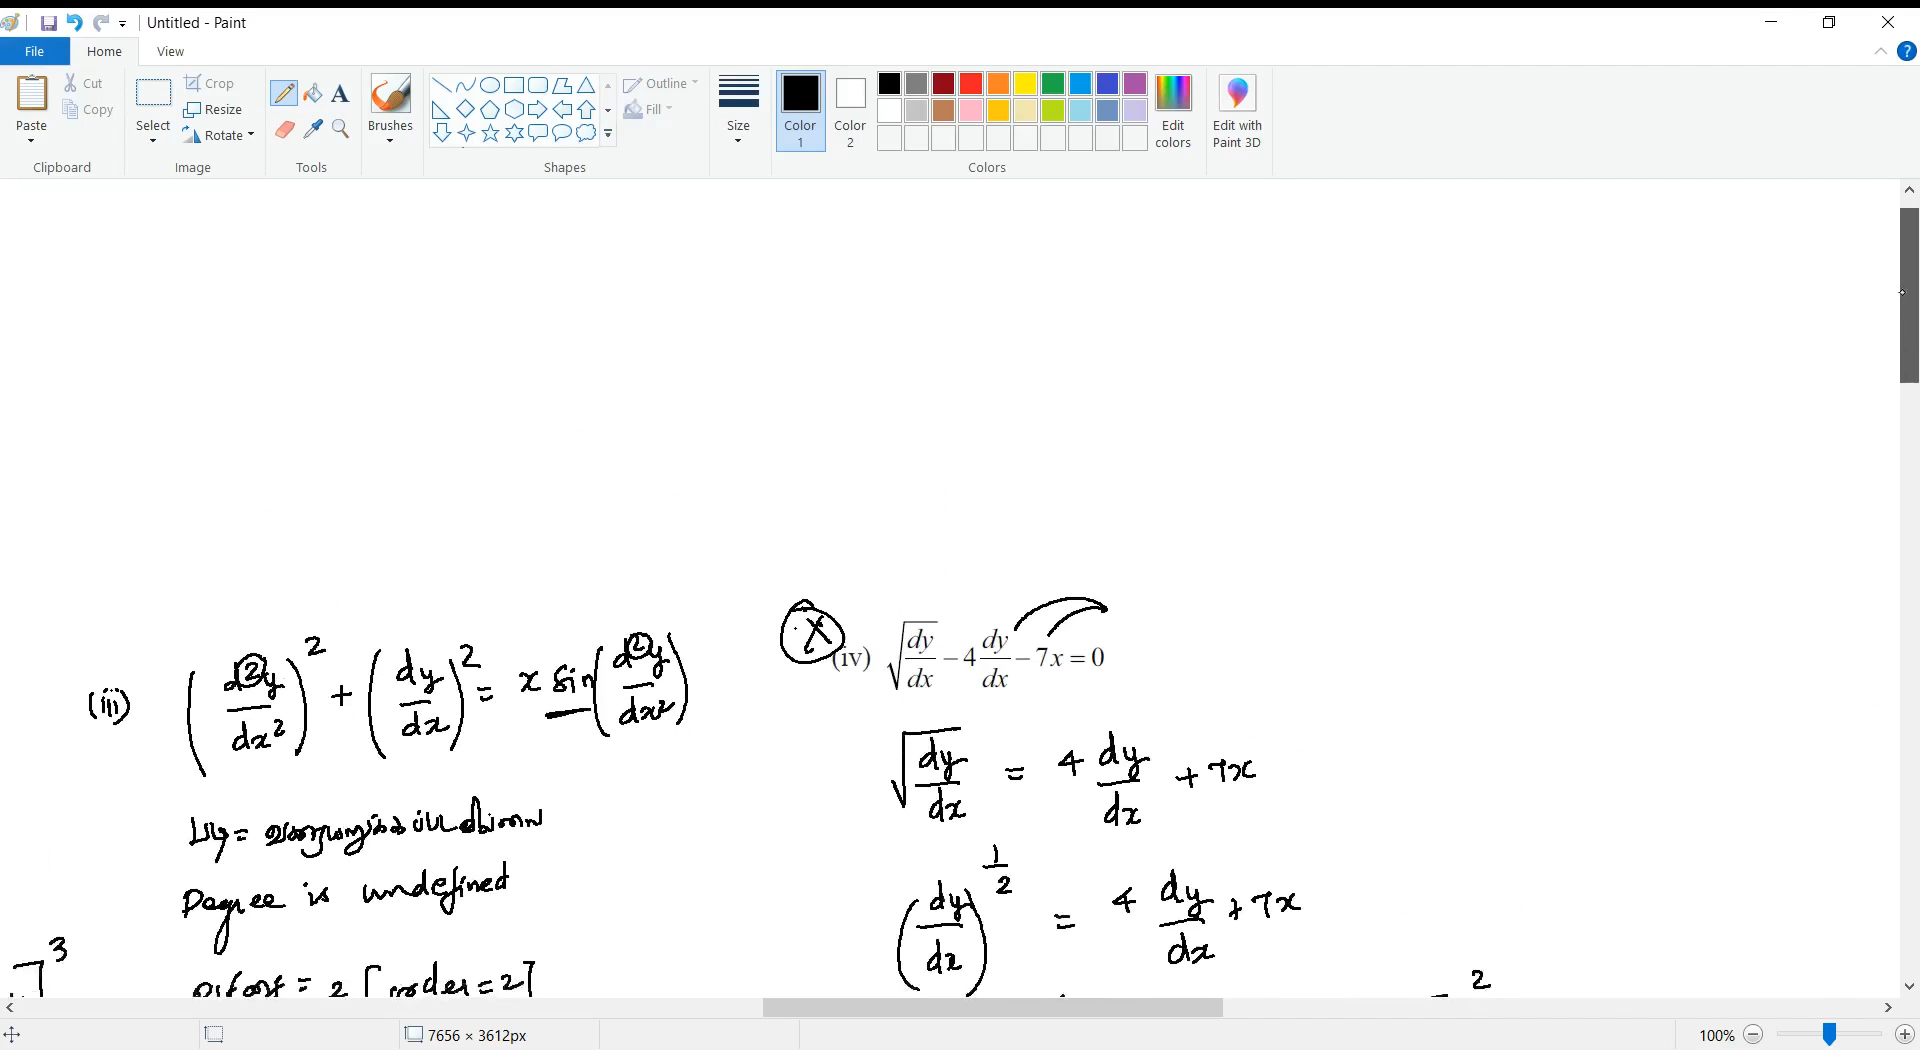 Untitled - Paint
File
Home
View
Paste
Cut
Copy
Clipboard
Select
Crop
Resize
Rotate
Image
A
Tools
Brushes
Shapes
Outline
Fill
Size
Color 1
Color 2
Edit colors
Edit with Paint 3D
Colors
(iii) (d²y/dx²)² + (dy/dx)² = x sin(d²y/dx²)
Degree is undefined
= 2 [order = 2]
]³
(iv) √(dy/dx) − 4 dy/dx − 7x = 0
√(dy/dx) = 4 dy/dx + 7x
(dy/dx)^(1/2) = 4 dy/dx + 7x
2
7656 × 3612px
100%